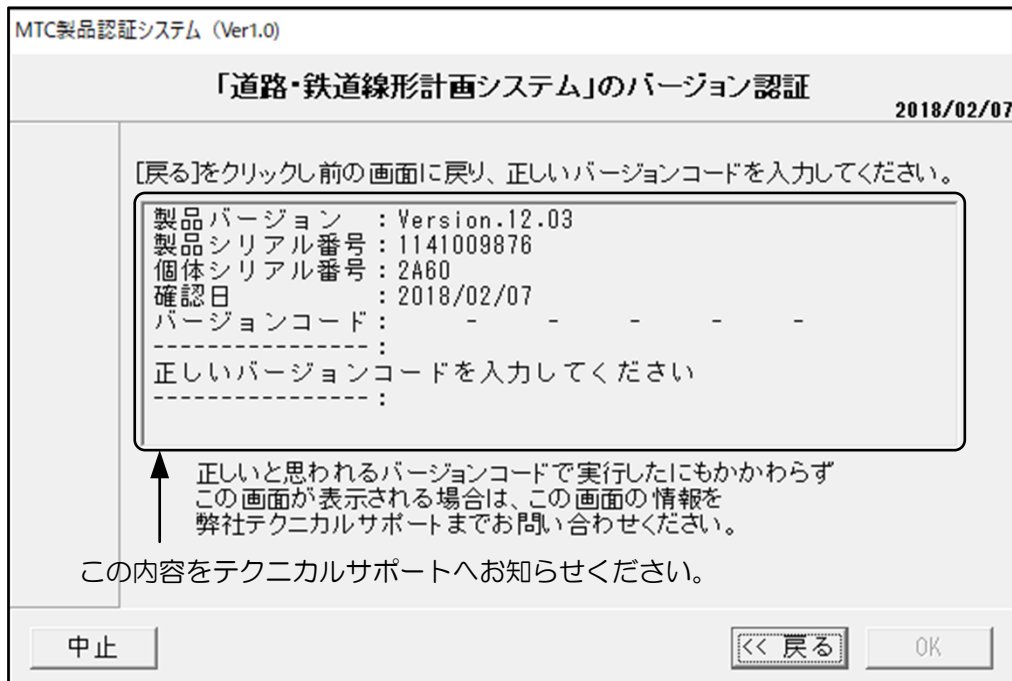 MTC製品認証システム（Ver1.0)
「道路・鉄道線形計画システム」のバージョン認証
2018/02/07
[戻る]をクリックし前の画面に戻り、正しいバージョンコードを入力してください。
製品バージョン　：Version.12.03
製品シリアル番号：1141009876
個体シリアル番号：2A60
確認日　　　　　：2018/02/07
バージョンコード：　　-　　-　　-　　-　　-
----------------：
正しいバージョンコードを入力してください
----------------：
正しいと思われるバージョンコードで実行したにもかかわらず
この画面が表示される場合は、この画面の情報を
弊社テクニカルサポートまでお問い合わせください。
この内容をテクニカルサポートへお知らせください。
中止
<< 戻る
OK